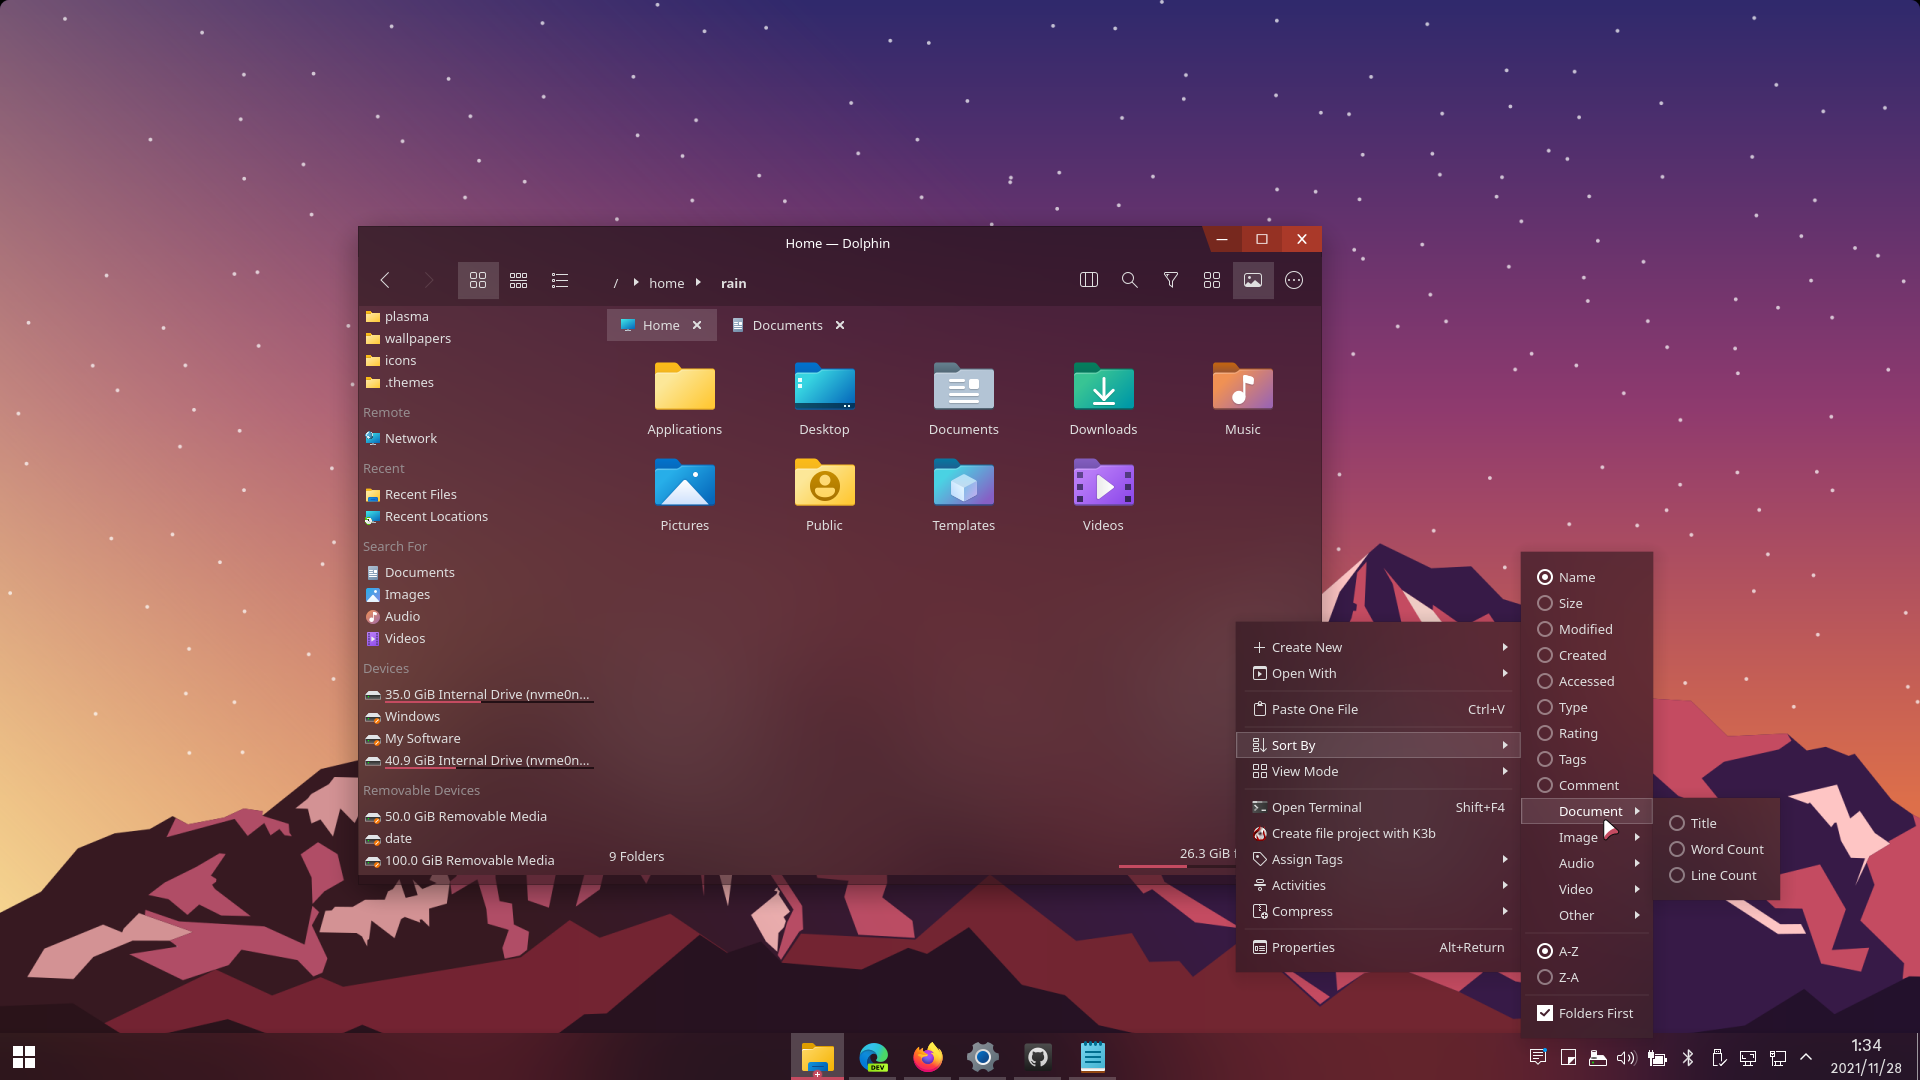 Home — Dolphin
/ home rain
plasma
wallpapers
icons
.themes
Remote
Network
Recent
Recent Files
Recent Locations
Search For
Documents
Images
Audio
Videos
Devices
35.0 GiB Internal Drive (nvme0n...
Windows
My Software
40.9 GiB Internal Drive (nvme0n...
Removable Devices
50.0 GiB Removable Media
date
100.0 GiB Removable Media
Home Documents
Applications Desktop Documents Downloads Music
Pictures Public Templates Videos
9 Folders
26.3 GiB
Create New
Open With
Paste One File Ctrl+V
Sort By
View Mode
Open Terminal Shift+F4
Create file project with K3b
Assign Tags
Activities
Compress
Properties Alt+Return
Name
Size
Modified
Created
Accessed
Type
Rating
Tags
Comment
Document
Image
Audio
Video
Other
A-Z
Z-A
Folders First
Title
Word Count
Line Count
DEV
1:34
2021/11/28